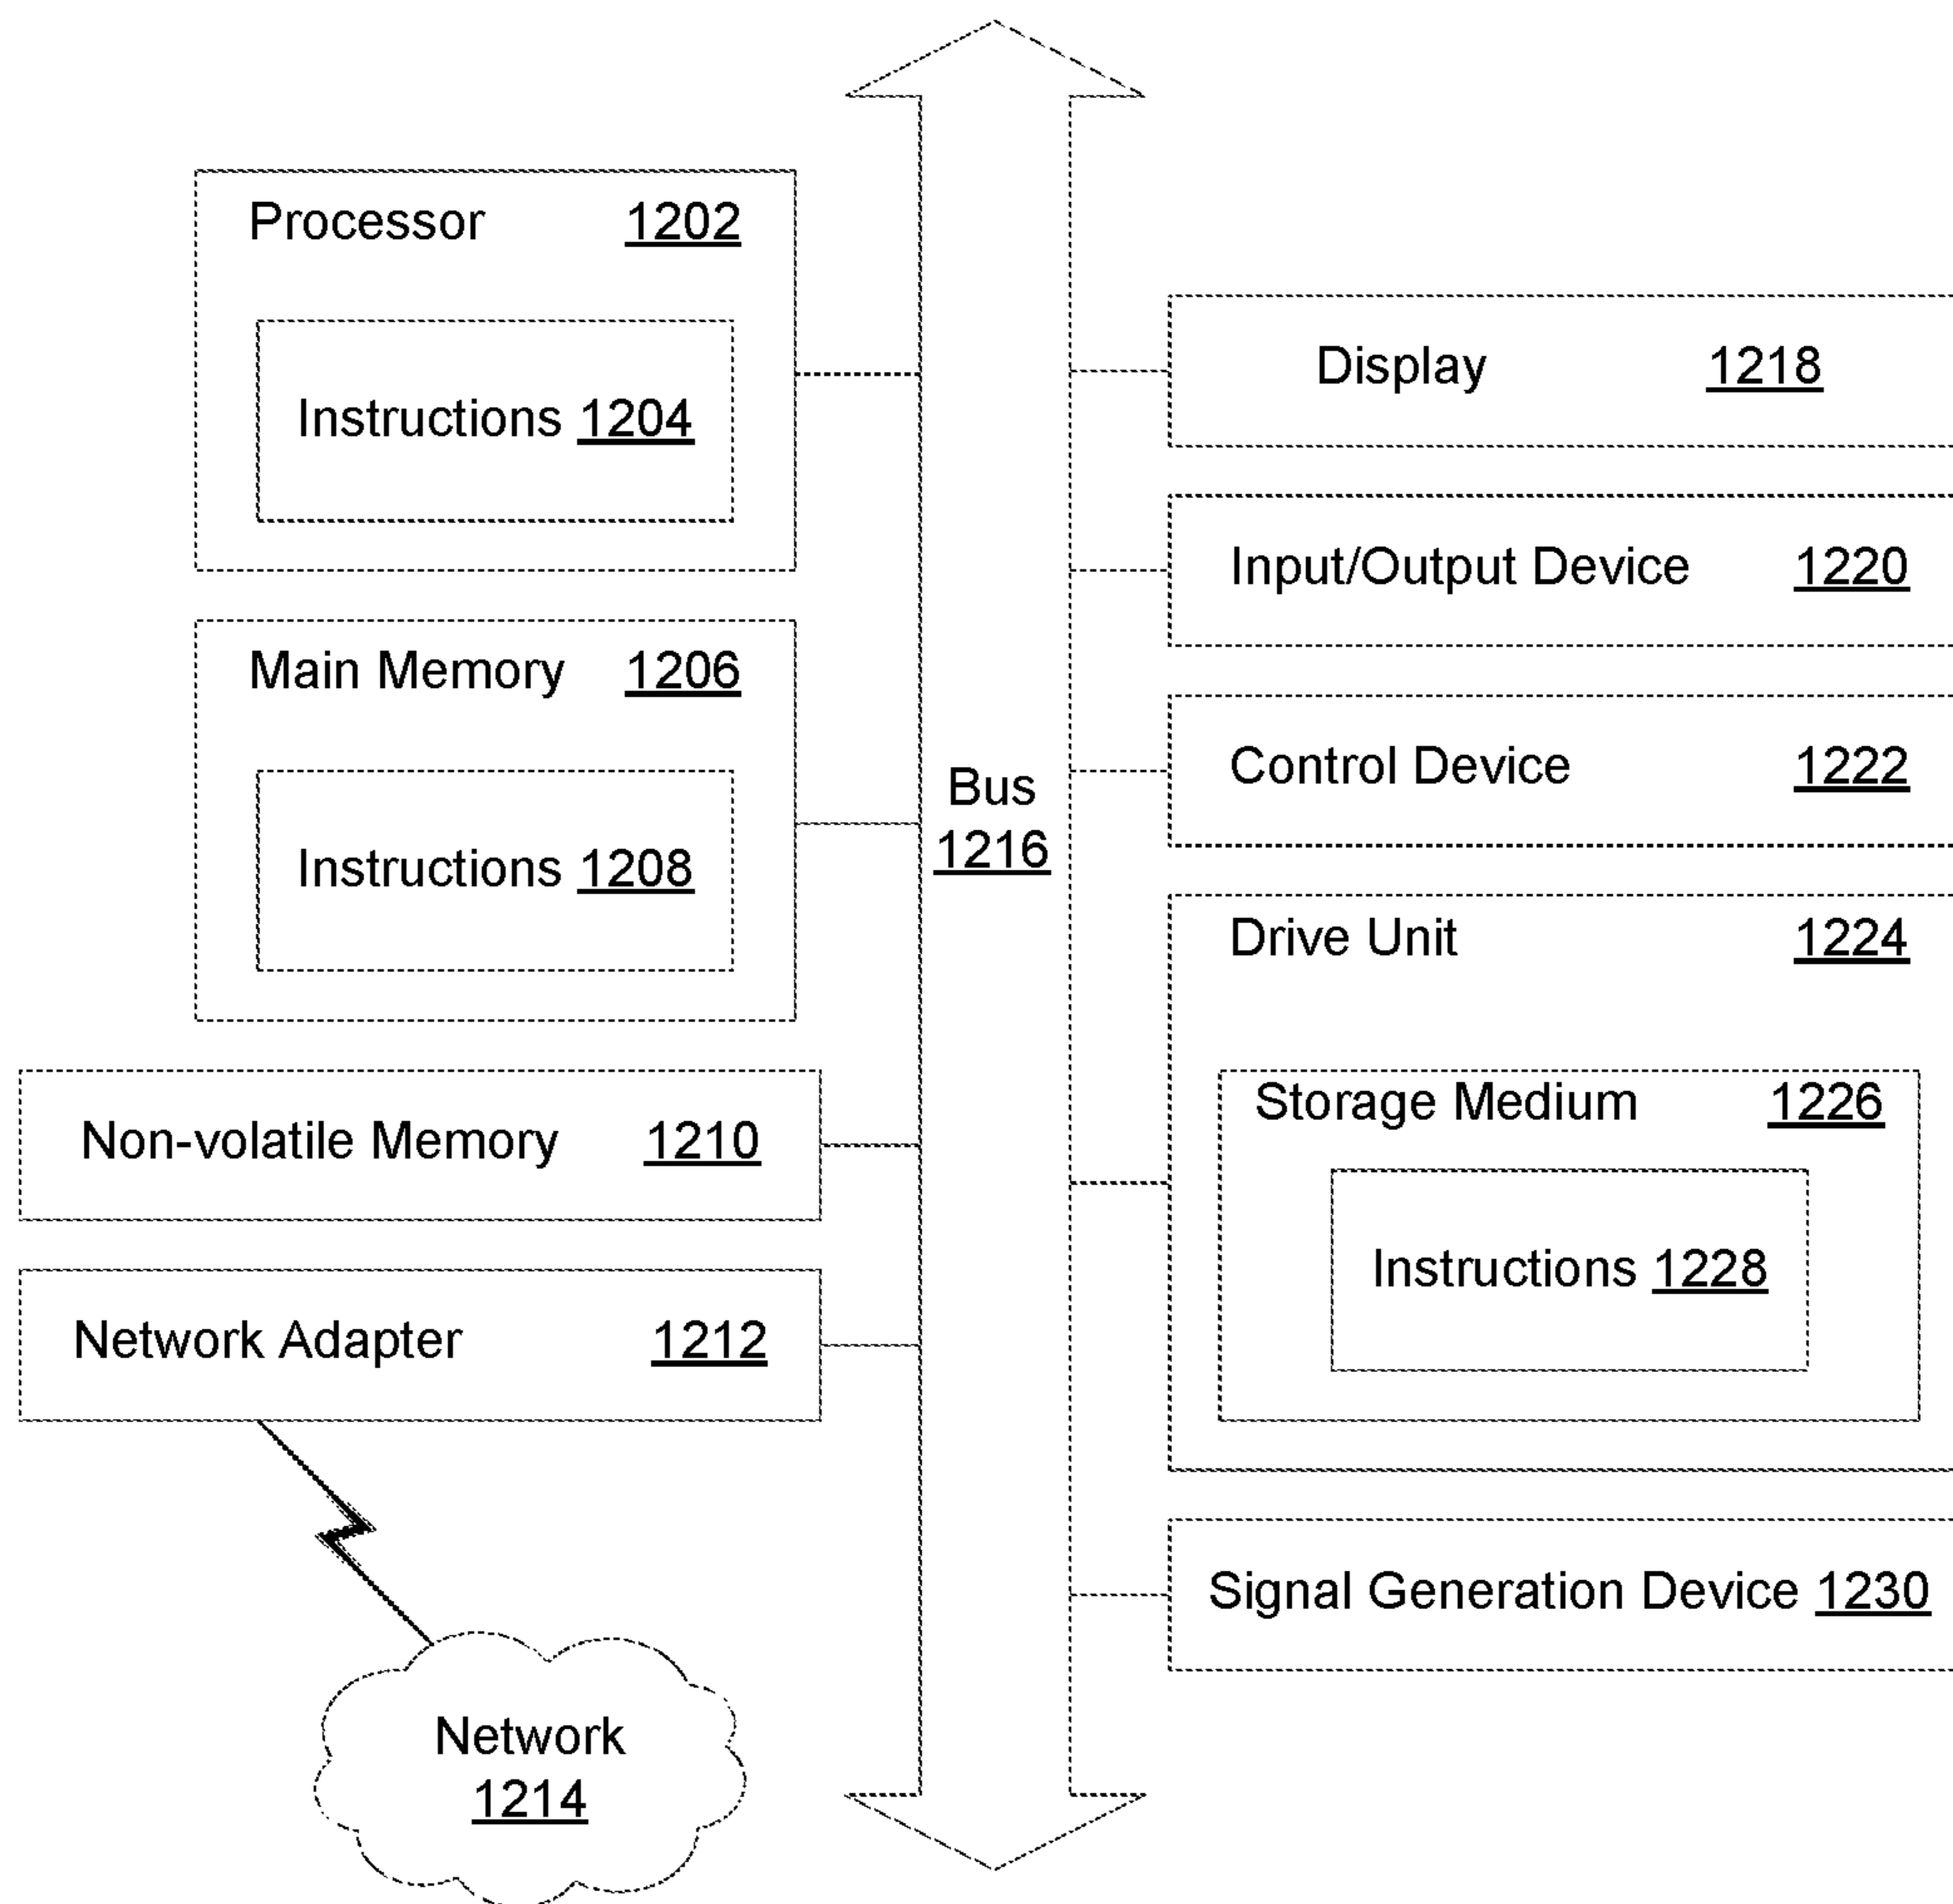 Processor 1202
Instructions 1204
Main Memory 1206
Instructions 1208
Non-volatile Memory 1210
Network Adapter 1212
Network
1214
Bus
1216
Display 1218
Input/Output Device 1220
Control Device 1222
Drive Unit 1224
Storage Medium 1226
Instructions 1228
Signal Generation Device 1230